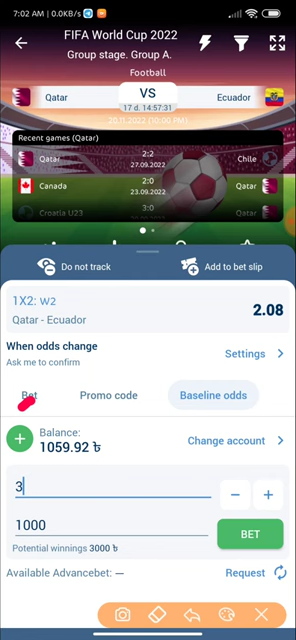 7:02 AM | 0.0KB/s
FIFA World Cup 2022
Group stage. Group A.
Football
Qatar VS Ecuador
17 d. 14:57:31
20.11.2022 (10:00 PM)
Recent games (Qatar)
Qatar 2:2 Chile
27.09.2022
Canada 2:0 Qatar
23.09.2022
Croatia U23 3:0 Qatar
Do not track Add to bet slip
1X2: W2
2.08
Qatar - Ecuador
When odds change
Ask me to confirm
Settings
Bet Promo code Baseline odds
Balance:
1059.92 ৳
Change account
3
1000
BET
Potential winnings 3000 ৳
Available Advancebet: — Request